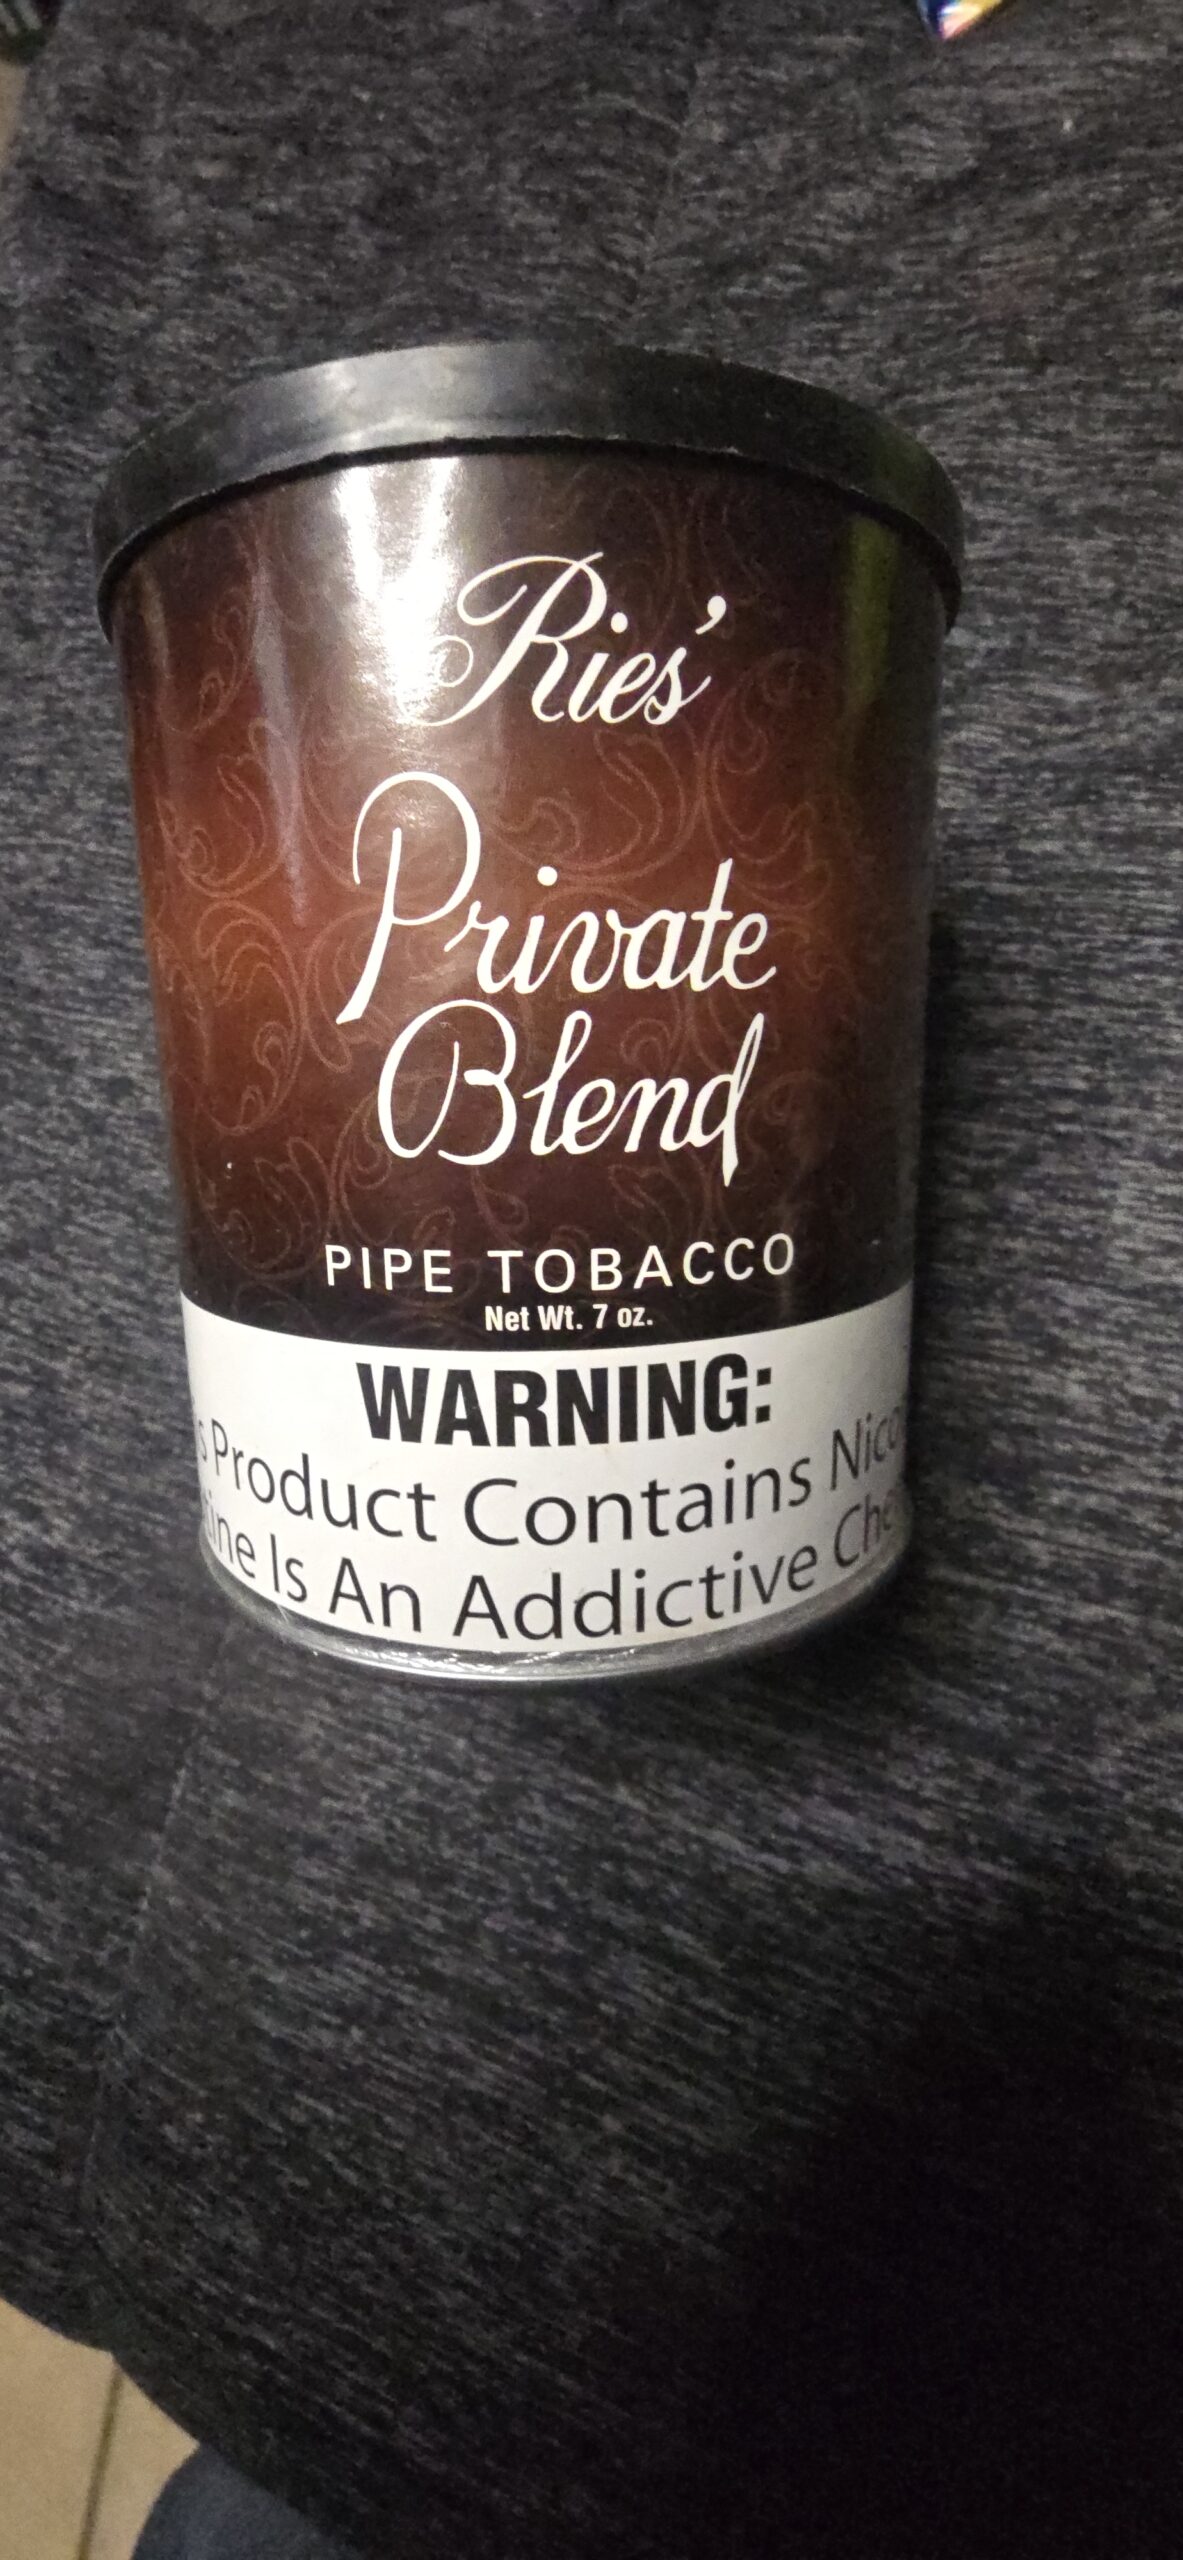 Ries'
Private
Blend
PIPE TOBACCO
Net Wt. 7 oz.
WARNING:
Product Contains
Is An Addictive